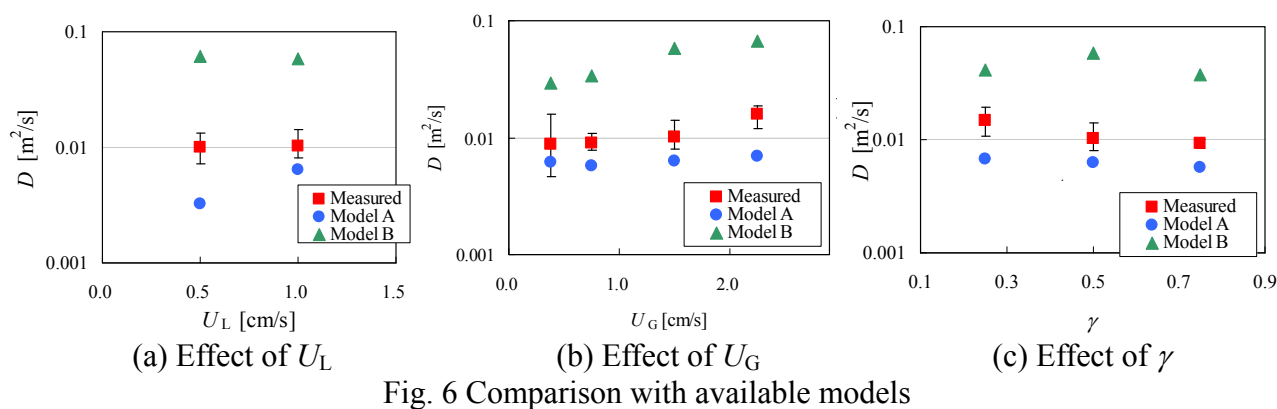 0.1
0.01
0.001
D [m²/s]
0.0 0.5 1.0 1.5
U_L [cm/s]
Measured
Model A
Model B
(a) Effect of U_L
0.1
0.01
0.001
D [m²/s]
0.0 1.0 2.0
U_G [cm/s]
Measured
Model A
Model B
(b) Effect of U_G
0.1
0.01
0.001
D [m²/s]
0.1 0.3 0.5 0.7 0.9
γ
Measured
Model A
Model B
(c) Effect of γ
Fig. 6 Comparison with available models